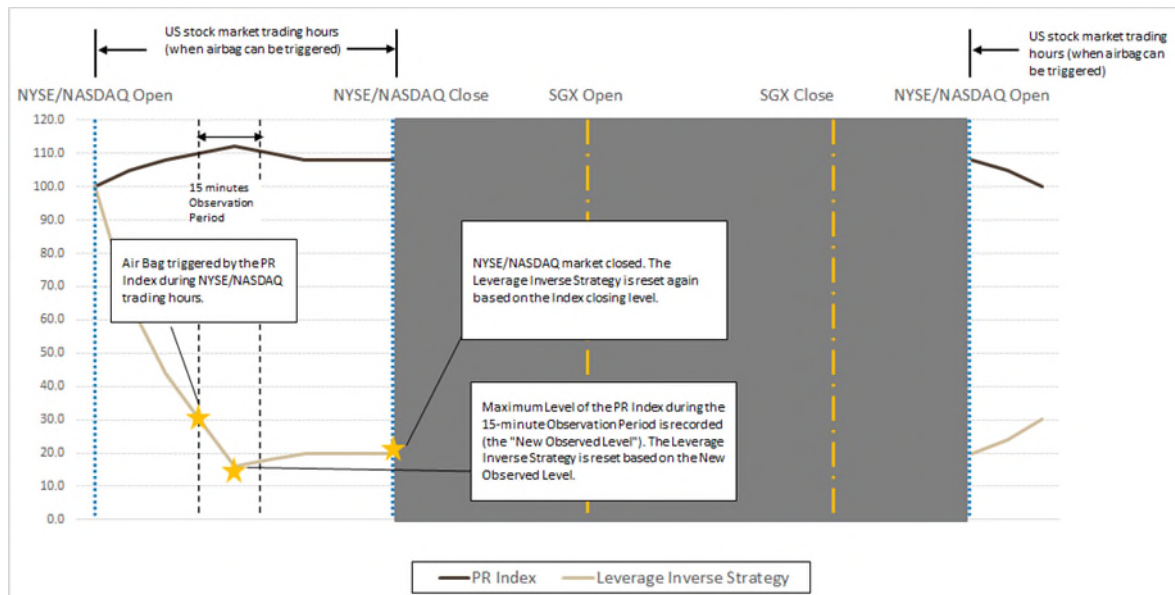 US stock market trading hours
(when airbag can be triggered)
US stock market trading
hours (when airbag can
be triggered)
NYSE/NASDAQ Open
NYSE/NASDAQ Close
SGX Open
SGX Close
NYSE/NASDAQ Open
120.0
110.0
100.0
90.0
80.0
70.0
60.0
50.0
40.0
30.0
20.0
10.0
0.0
15 minutes
Observation
Period
Air Bag triggered by the PR
Index during NYSE/NASDAQ
trading hours.
NYSE/NASDAQ market closed. The
Leverage Inverse Strategy is reset again
based on the Index closing level.
Maximum Level of the PR Index during the
15-minute Observation Period is recorded
(the "New Observed Level"). The Leverage
Inverse Strategy is reset based on the New
Observed Level.
PR Index
Leverage Inverse Strategy